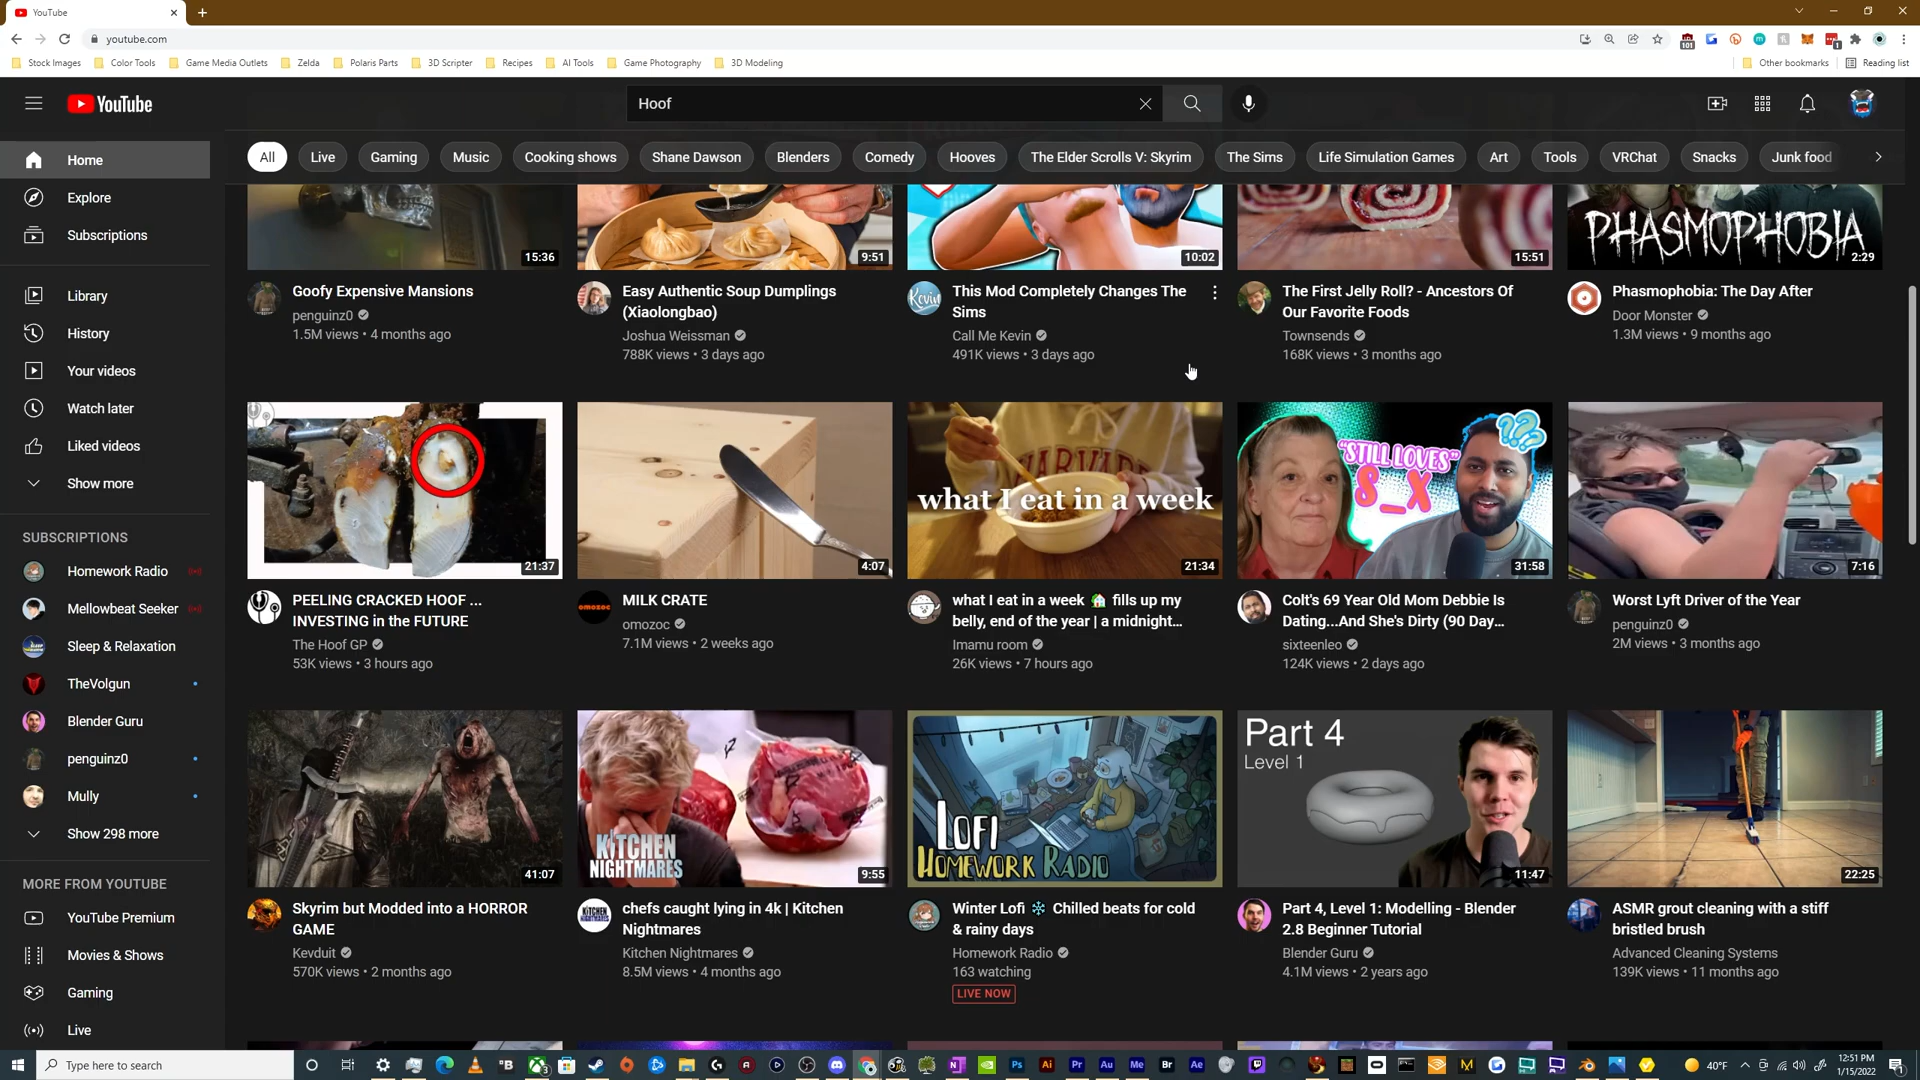 YouTube
youtube.com
101
1
Stock Images
Color Tools
Game Media Outlets
Zelda
Polaris Parts
3D Scripter
Recipes
AI Tools
Game Photography
3D Modeling
Other bookmarks
Reading list
YouTube
Hoof
Home
Explore
Subscriptions
Library
History
Your videos
Watch later
Liked videos
Show more
SUBSCRIPTIONS
Homework Radio
Mellowbeat Seeker
Sleep & Relaxation
TheVolgun
Blender Guru
penguinz0
Mully
Show 298 more
MORE FROM YOUTUBE
YouTube Premium
Movies & Shows
Gaming
Live
All
Live
Gaming
Music
Cooking shows
Shane Dawson
Blenders
Comedy
Hooves
The Elder Scrolls V: Skyrim
The Sims
Life Simulation Games
Art
Tools
VRChat
Snacks
Junk food
15:36
Goofy Expensive Mansions
penguinz0
1.5M views • 4 months ago
9:51
Easy Authentic Soup Dumplings
(Xiaolongbao)
Joshua Weissman
788K views • 3 days ago
10:02
Kevin
This Mod Completely Changes The
Sims
Call Me Kevin
491K views • 3 days ago
15:51
The First Jelly Roll? - Ancestors Of
Our Favorite Foods
Townsends
168K views • 3 months ago
PHASMOPHOBIA
2:29
Phasmophobia: The Day After
Door Monster
1.3M views • 9 months ago
21:37
PEELING CRACKED HOOF ...
INVESTING in the FUTURE
The Hoof GP
53K views • 3 hours ago
4:07
omozoc
MILK CRATE
omozoc
7.1M views • 2 weeks ago
HARVARD
what I eat in a week
21:34
what I eat in a week 🏠 fills up my
belly, end of the year | a midnight...
Imamu room
26K views • 7 hours ago
"STILL LOVES"
S_X
???
31:58
Colt's 69 Year Old Mom Debbie Is
Dating...And She's Dirty (90 Day...
sixteenleo
124K views • 2 days ago
7:16
Worst Lyft Driver of the Year
penguinz0
2M views • 3 months ago
41:07
Skyrim but Modded into a HORROR
GAME
Kevduit
570K views • 2 months ago
KITCHEN
NIGHTMARES
9:55
KITCHEN
NIGHTMARES
chefs caught lying in 4k | Kitchen
Nightmares
Kitchen Nightmares
8.5M views • 4 months ago
LOFI
HOMEWORK RADIO
Winter Lofi ❄ Chilled beats for cold
& rainy days
Homework Radio
163 watching
LIVE NOW
Part 4
Level 1
11:47
Part 4, Level 1: Modelling - Blender
2.8 Beginner Tutorial
Blender Guru
4.1M views • 2 years ago
22:25
ASMR grout cleaning with a stiff
bristled brush
Advanced Cleaning Systems
139K views • 11 months ago
Type here to search
Ps
Ai
Pr
Au
Me
Br
Ae
40°F
12:51 PM
1/15/2022